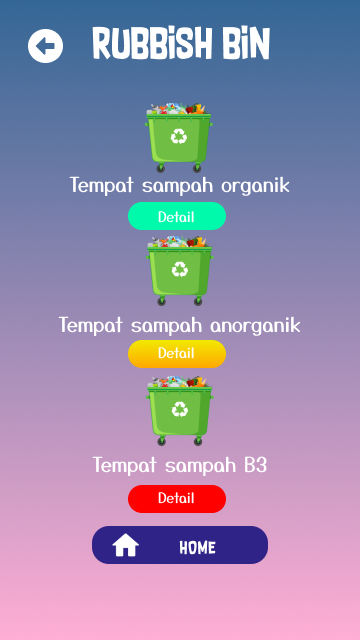 RUBBiSH BiN
Tempat sampah organik
Detail
Tempat sampah anorganik
Detail
Tempat sampah B3
Detail
HOME